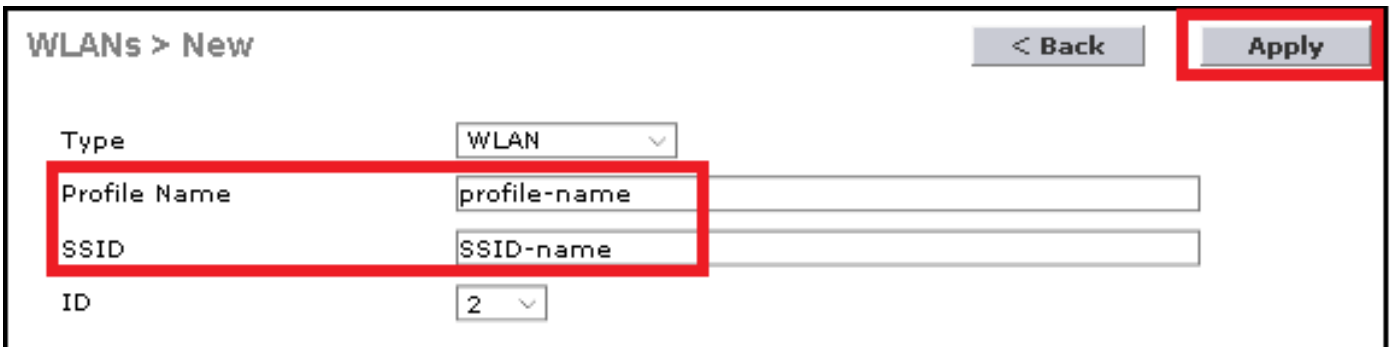 WLANs > New < Back Apply
Type WLAN
Profile Name profile-name
SSID SSID-name
ID 2